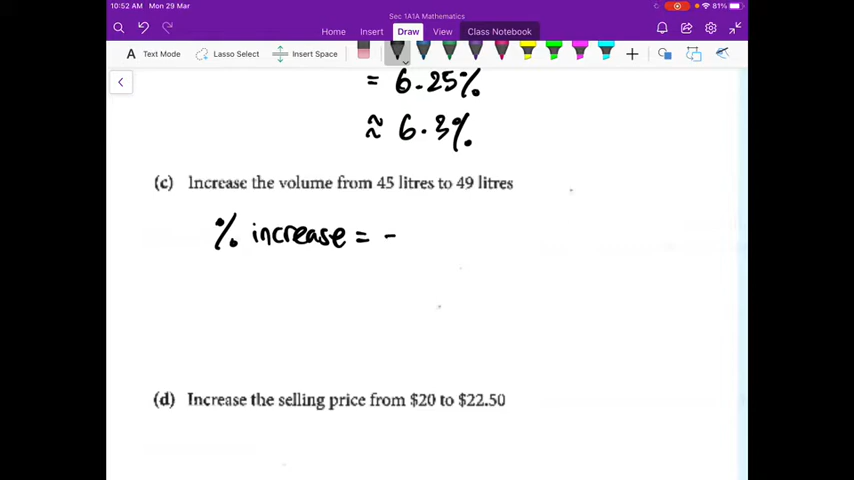 10:52 AM Mon 29 Mar
81%
Sec 1A1A Mathematics
Home Insert Draw View Class Notebook
A Text Mode Lasso Select Insert Space
= 6.25%
≈ 6.3%
(c) Increase the volume from 45 litres to 49 litres
% increase = -
(d) Increase the selling price from $20 to $22.50